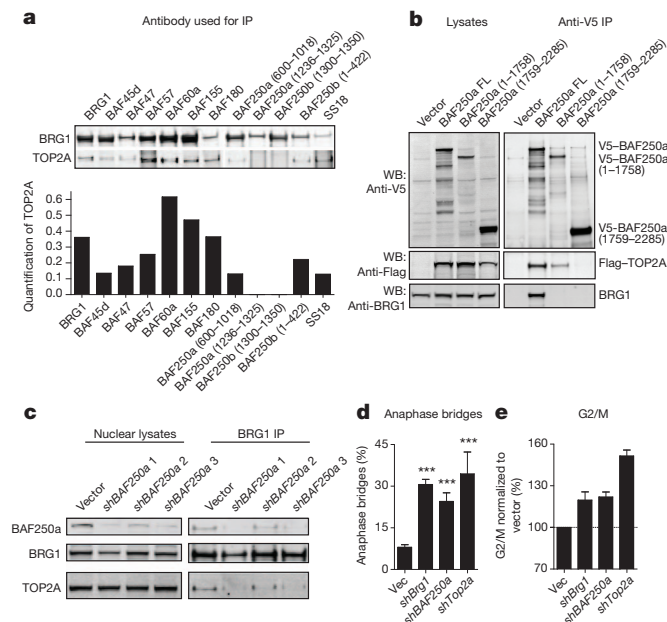 a
Antibody used for IP
BRG1
BAF45d
BAF47
BAF57
BAF60a
BAF155
BAF180
BAF250a (600–1018)
BAF250a (1236–1325)
BAF250b (1300–1350)
BAF250b (1–422)
SS18
BRG1
TOP2A
Quantification of TOP2A
0.6
0.5
0.4
0.3
0.2
0.1
0
BRG1
BAF45d
BAF47
BAF57
BAF60a
BAF155
BAF180
BAF250a (600–1018)
BAF250a (1236–1325)
BAF250b (1300–1350)
BAF250b (1–422)
SS18
b
Lysates
Anti-V5 IP
Vector
BAF250a FL
BAF250a (1–1758)
BAF250a (1759–2285)
Vector
BAF250a FL
BAF250a (1–1758)
BAF250a (1759–2285)
WB:
Anti-V5
V5–BAF250a
V5–BAF250a
(1–1758)
V5–BAF250a
(1759–2285)
WB:
Anti-Flag
Flag–TOP2A
WB:
Anti-BRG1
BRG1
c
Nuclear lysates
BRG1 IP
Vector
shBAF250a 1
shBAF250a 2
shBAF250a 3
Vector
shBAF250a 1
shBAF250a 2
shBAF250a 3
BAF250a
BRG1
TOP2A
d
Anaphase bridges
Anaphase bridges (%)
45
30
15
0
***
***
***
Vec
shBrg1
shBAF250a
shTop2a
e
G2/M
G2/M normalized to
vector (%)
160
130
100
70
Vec
shBrg1
shBAF250a
shTop2a